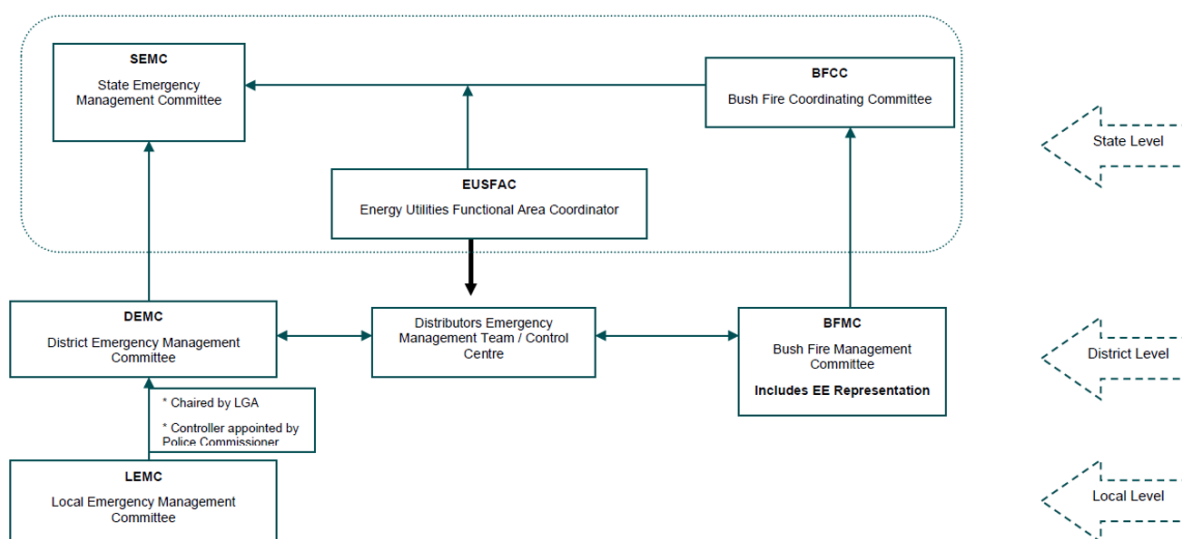 SEMC
State Emergency
Management Committee
BFCC
Bush Fire Coordinating Committee
State Level
EUSFAC
Energy Utilities Functional Area Coordinator
DEMC
District Emergency Management
Committee
Distributors Emergency
Management Team / Control
Centre
BFMC
Bush Fire Management
Committee
Includes EE Representation
District Level
* Chaired by LGA
* Controller appointed by
Police Commissioner
LEMC
Local Emergency Management
Committee
Local Level